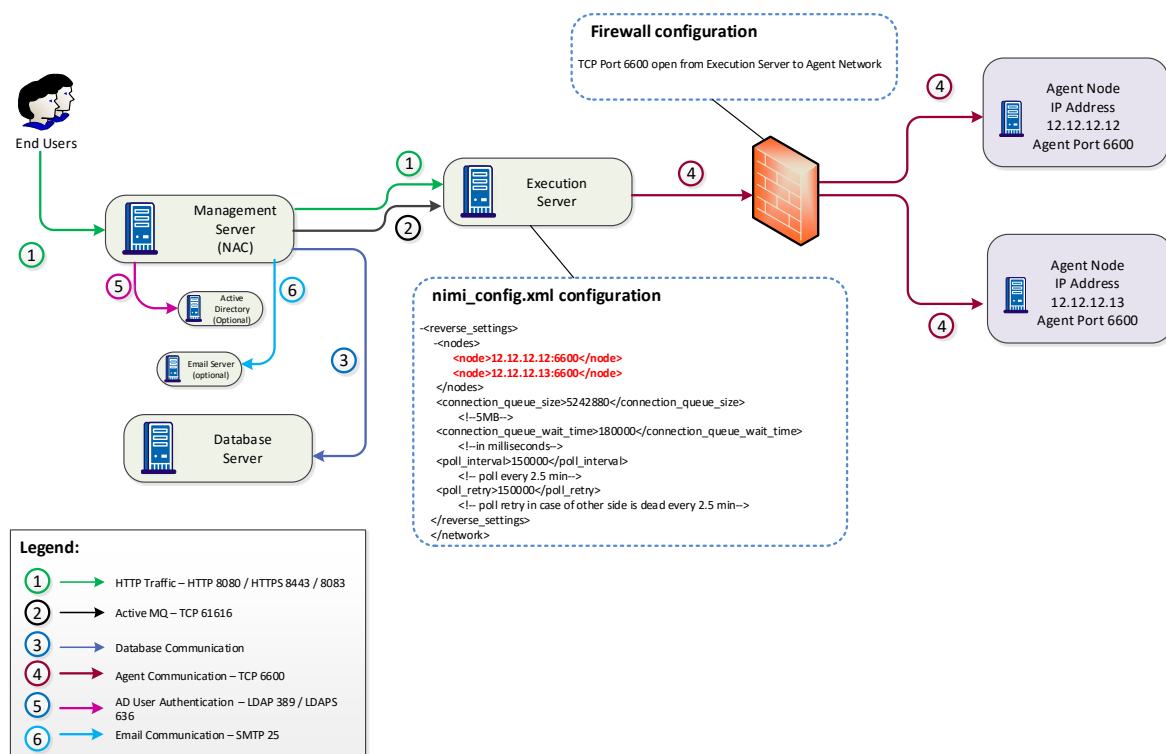 Firewall configuration
TCP Port 6600 open from Execution Server to Agent Network
End Users
1
Management
Server
(NAC)
1
2
Execution
Server
4
4
Agent Node
IP Address
12.12.12.12
Agent Port 6600
4
Agent Node
IP Address
12.12.12.13
Agent Port 6600
5
Active
Directory
(Optional)
6
Email Server
(optional)
3
Database
Server
nimi_config.xml configuration
-<reverse_settings>
-<nodes>
<node>12.12.12.12:6600</node>
<node>12.12.12.13:6600</node>
</nodes>
<connection_queue_size>5242880</connection_queue_size>
<!--5MB-->
<connection_queue_wait_time>180000</connection_queue_wait_time>
<!--in milliseconds-->
<poll_interval>150000</poll_interval>
<!-- poll every 2.5 min-->
<poll_retry>150000</poll_retry>
<!-- poll retry in case of other side is dead every 2.5 min-->
</reverse_settings>
</network>
Legend:
1 HTTP Traffic – HTTP 8080 / HTTPS 8443 / 8083
2 Active MQ – TCP 61616
3 Database Communication
4 Agent Communication – TCP 6600
5 AD User Authentication – LDAP 389 / LDAPS
636
6 Email Communication – SMTP 25